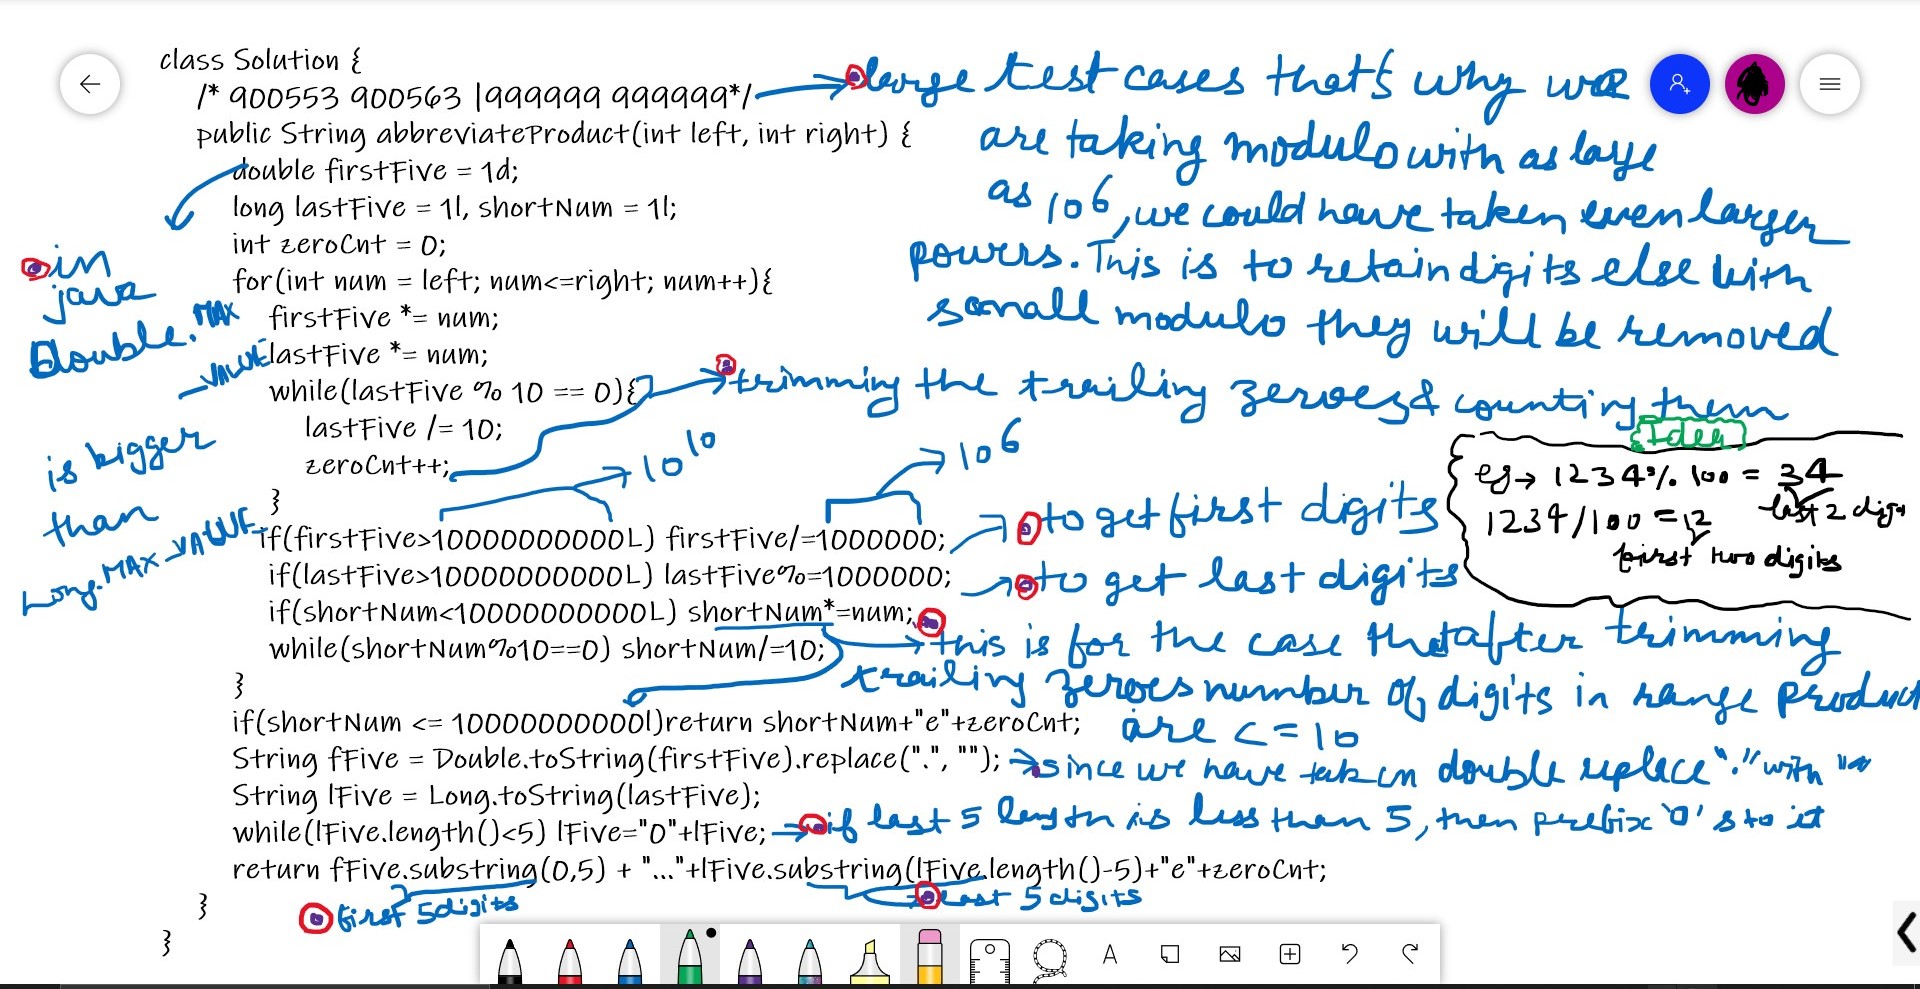 class Solution {
/* 900553 900563 |999999 999999*/
public String abbreviateProduct(int left, int right) {
double firstFive = 1d;
long lastFive = 1l, shortNum = 1l;
int zeroCnt = 0;
for(int num = left; num<=right; num++){
firstFive *= num;
lastFive *= num;
while(lastFive % 10 == 0){
lastFive /= 10;
zeroCnt++;
}
if(firstFive>10000000000L) firstFive/=1000000;
if(lastFive>10000000000L) lastFive%=1000000;
if(shortNum<10000000000L) shortNum*=num;
while(shortNum%10==0) shortNum/=10;
}
if(shortNum <= 10000000000l)return shortNum+"e"+zeroCnt;
String fFive = Double.toString(firstFive).replace(".", "");
String lFive = Long.toString(lastFive);
while(lFive.length()<5) lFive="0"+lFive;
return fFive.substring(0,5) + "..."+lFive.substring(lFive.length()-5)+"e"+zeroCnt;
}
}
large test cases that's why we
are taking modulo with as large
as 10^6, we could have taken even larger
powers. This is to retain digits else with
small modulo they will be removed
in
java
Double.MAX
_VALUE
is bigger
than
Long.MAX_VALUE
trimming the trailing zeroes & counting them
10^10
10^6
to get first digits
to get last digits
Idea
eg→ 1234% 100 = 34
last 2 digi
1234/100 = 12
first two digits
this is for the case that after trimming
trailing zeroes number of digits in range product
are <= 10
since we have taken double replace "." with ""
if last 5 length is less than 5, then prefix '0's to it
first 5 digits
last 5 digits
A